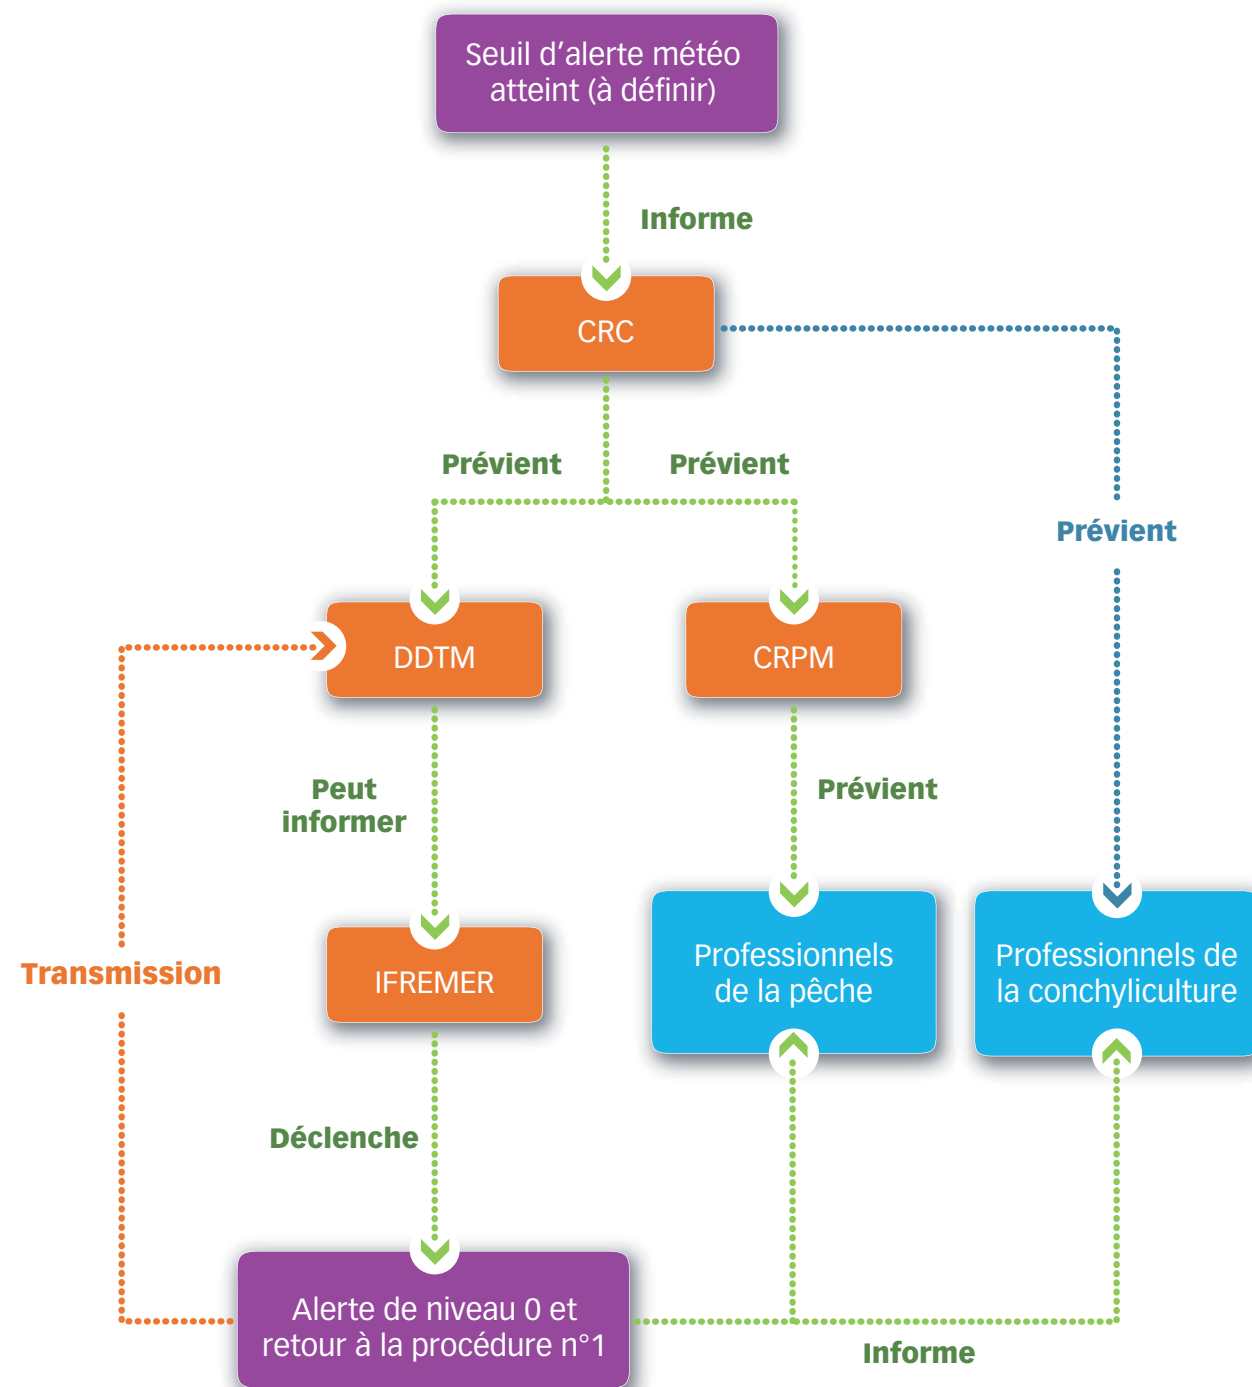 Seuil d’alerte météo
atteint (à définir)
Informe
CRC
Prévient
Prévient
Prévient
DDTM
CRPM
Peut
informer
Prévient
IFREMER
Professionnels
de la pêche
Professionnels de
la conchyliculture
Transmission
Déclenche
Alerte de niveau 0 et
retour à la procédure n°1
Informe